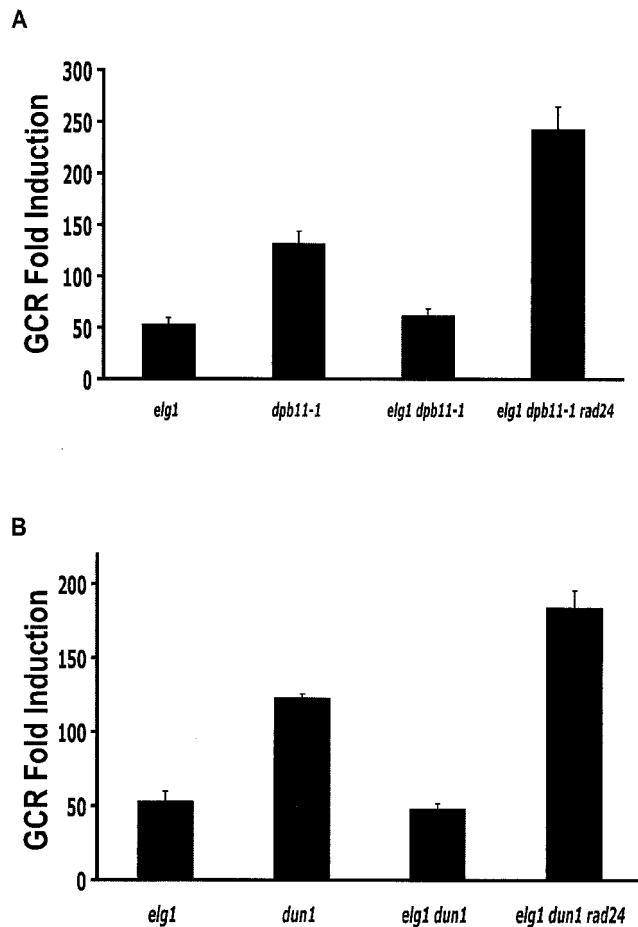 A
GCR Fold Induction
300
250
200
150
100
50
0
elg1
dpb11-1
elg1 dpb11-1
elg1 dpb11-1 rad24
B
GCR Fold Induction
200
150
100
50
0
elg1
dun1
elg1 dun1
elg1 dun1 rad24